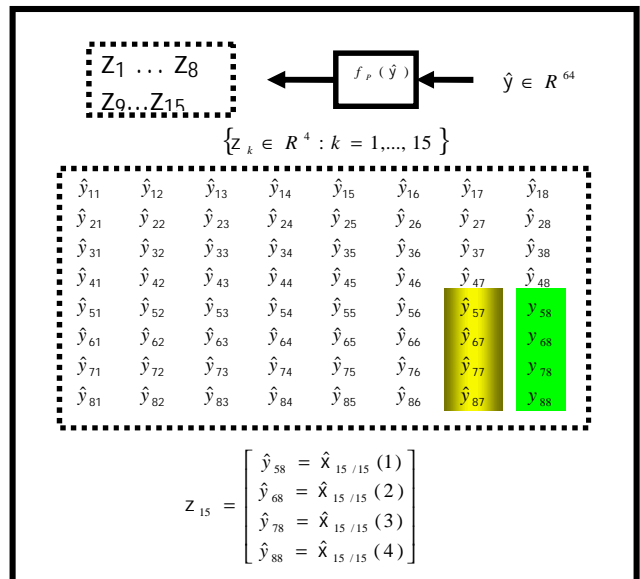 Z₁ ... Z₈ f_P (ŷ) ŷ ∈ R⁶⁴
Z₉...Z₁₅
{z_k ∈ R⁴ : k = 1,..., 15}
ŷ₁₁ ŷ₁₂ ŷ₁₃ ŷ₁₄ ŷ₁₅ ŷ₁₆ ŷ₁₇ ŷ₁₈
ŷ₂₁ ŷ₂₂ ŷ₂₃ ŷ₂₄ ŷ₂₅ ŷ₂₆ ŷ₂₇ ŷ₂₈
ŷ₃₁ ŷ₃₂ ŷ₃₃ ŷ₃₄ ŷ₃₅ ŷ₃₆ ŷ₃₇ ŷ₃₈
ŷ₄₁ ŷ₄₂ ŷ₄₃ ŷ₄₄ ŷ₄₅ ŷ₄₆ ŷ₄₇ ŷ₄₈
ŷ₅₁ ŷ₅₂ ŷ₅₃ ŷ₅₄ ŷ₅₅ ŷ₅₆ ŷ₅₇ y₅₈
ŷ₆₁ ŷ₆₂ ŷ₆₃ ŷ₆₄ ŷ₆₅ ŷ₆₆ ŷ₆₇ y₆₈
ŷ₇₁ ŷ₇₂ ŷ₇₃ ŷ₇₄ ŷ₇₅ ŷ₇₆ ŷ₇₇ y₇₈
ŷ₈₁ ŷ₈₂ ŷ₈₃ ŷ₈₄ ŷ₈₅ ŷ₈₆ ŷ₈₇ y₈₈
ŷ₅₈ = x̂₁₅/₁₅ (1)
ŷ₆₈ = x̂₁₅/₁₅ (2)
z₁₅ =
ŷ₇₈ = x̂₁₅/₁₅ (3)
ŷ₈₈ = x̂₁₅/₁₅ (4)